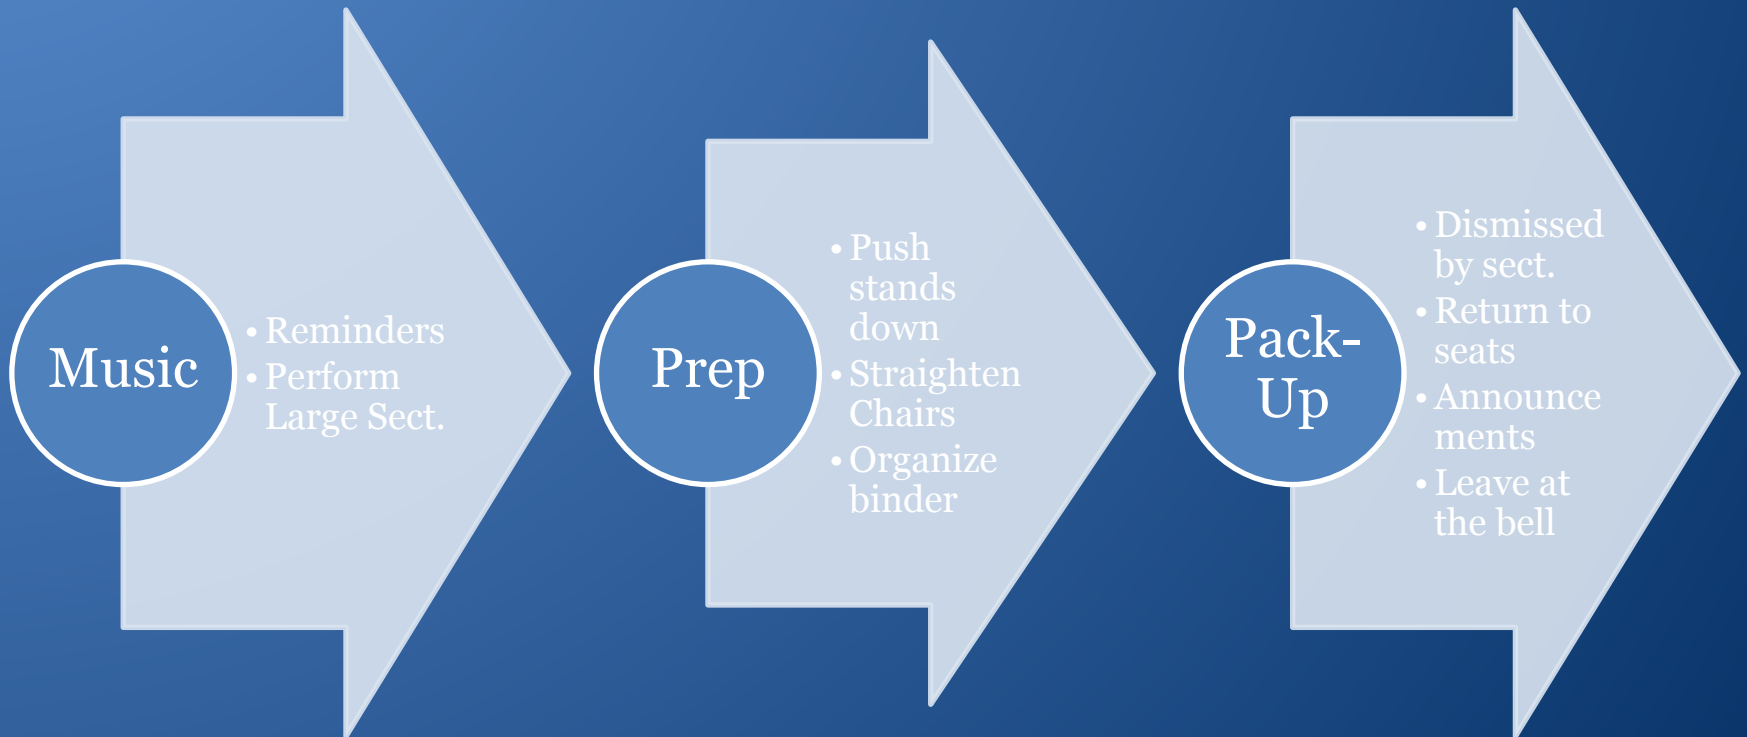 Music
• Reminders
• Perform
Large Sect.
Prep
• Push
stands
down
• Straighten
Chairs
• Organize
binder
Pack-
Up
• Dismissed
by sect.
• Return to
seats
• Announce
ments
• Leave at
the bell